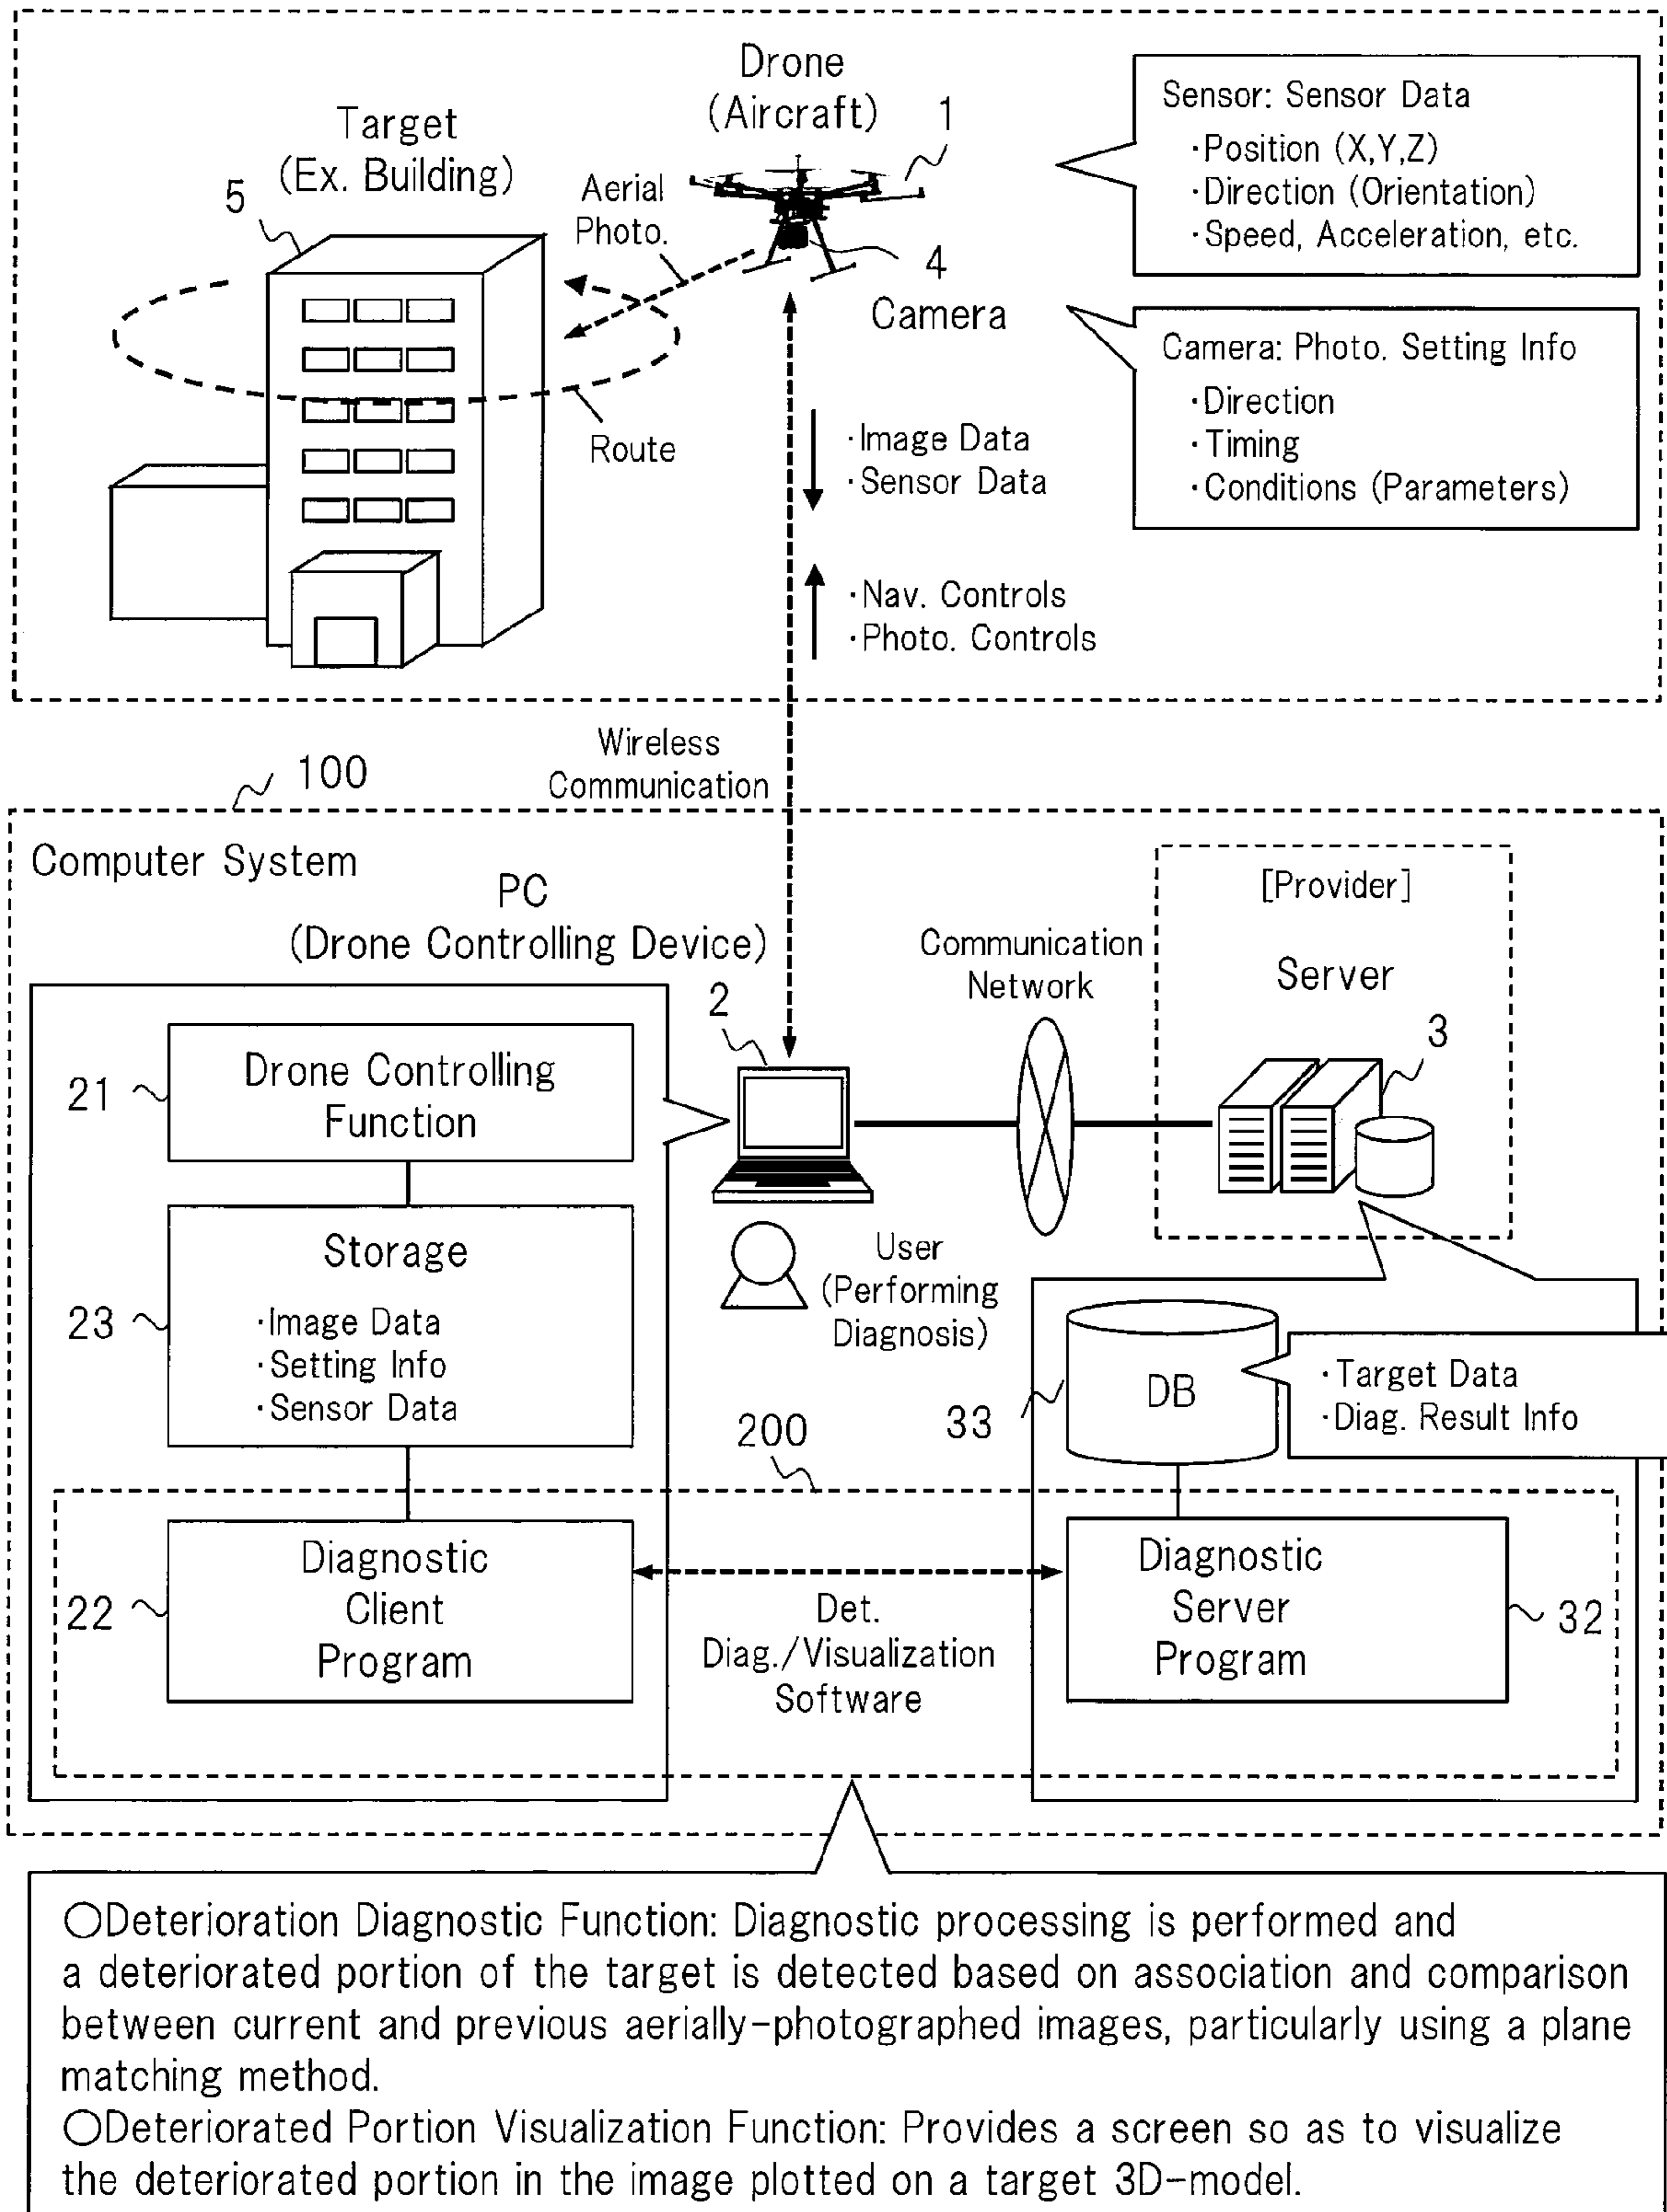 Drone
(Aircraft)
1
Target
(Ex. Building)
5
Aerial
Photo.
4
Camera
Route
Sensor: Sensor Data
・Position (X,Y,Z)
・Direction (Orientation)
・Speed, Acceleration, etc.
Camera: Photo. Setting Info
・Direction
・Timing
・Conditions (Parameters)
・Image Data
・Sensor Data
・Nav. Controls
・Photo. Controls
Wireless
Communication
100
Computer System
PC
(Drone Controlling Device)
2
Communication
Network
[Provider]
Server
3
21
Drone Controlling
Function
Storage
23
・Image Data
・Setting Info
・Sensor Data
User
(Performing
Diagnosis)
33
DB
・Target Data
・Diag. Result Info
200
22
Diagnostic
Client
Program
Det.
Diag./Visualization
Software
Diagnostic
Server
Program
32
○Deterioration Diagnostic Function: Diagnostic processing is performed and
a deteriorated portion of the target is detected based on association and comparison
between current and previous aerially-photographed images, particularly using a plane
matching method.
○Deteriorated Portion Visualization Function: Provides a screen so as to visualize
the deteriorated portion in the image plotted on a target 3D-model.